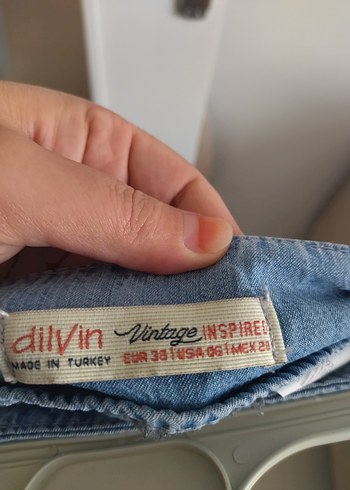 dilvin Vintage INSPIRED
MADE IN TURKEY EUR 38 | USA 06 | MEX 28